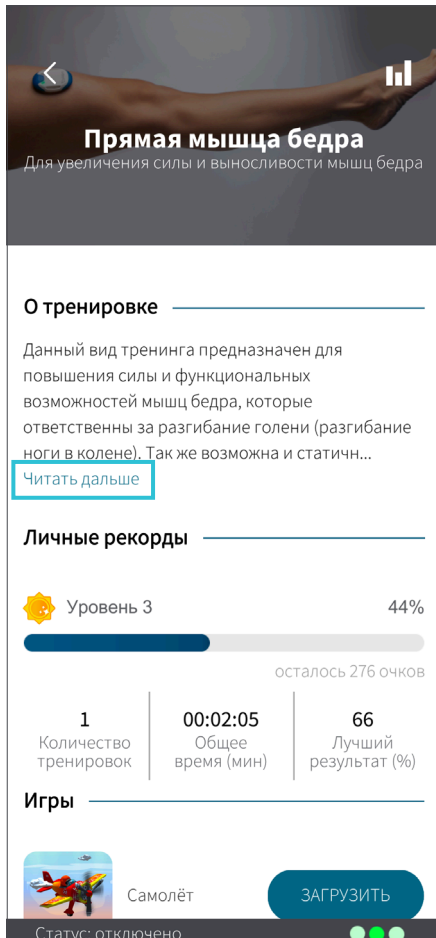 Прямая мышца бедра
Для увеличения силы и выносливости мышц бедра
О тренировке
Данный вид тренинга предназначен для
повышения силы и функциональных
возможностей мышц бедра, которые
ответственны за разгибание голени (разгибание
ноги в колене). Так же возможна и статичн...
Читать дальше
Личные рекорды
Уровень 3 44%
осталось 276 очков
1 00:02:05 66
Количество Общее Лучший
тренировок время (мин) результат (%)
Игры
Самолёт ЗАГРУЗИТЬ
Статус: отключено